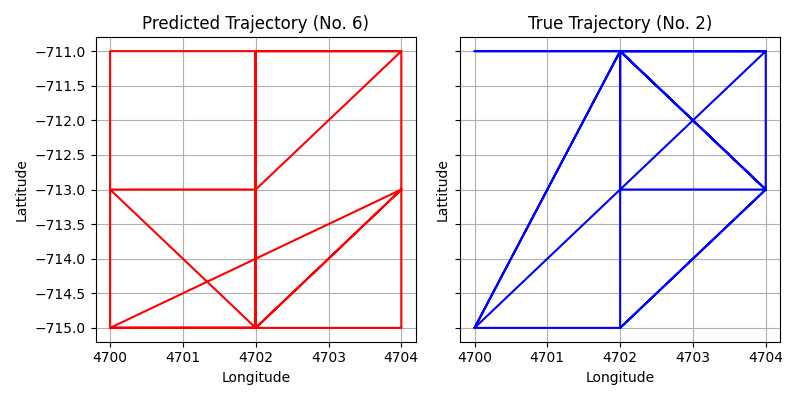 Predicted Trajectory (No. 6)
Lattitude
−711.0
−711.5
−712.0
−712.5
−713.0
−713.5
−714.0
−714.5
−715.0
4700 4701 4702 4703 4704
Longitude
True Trajectory (No. 2)
Lattitude
4700 4701 4702 4703 4704
Longitude